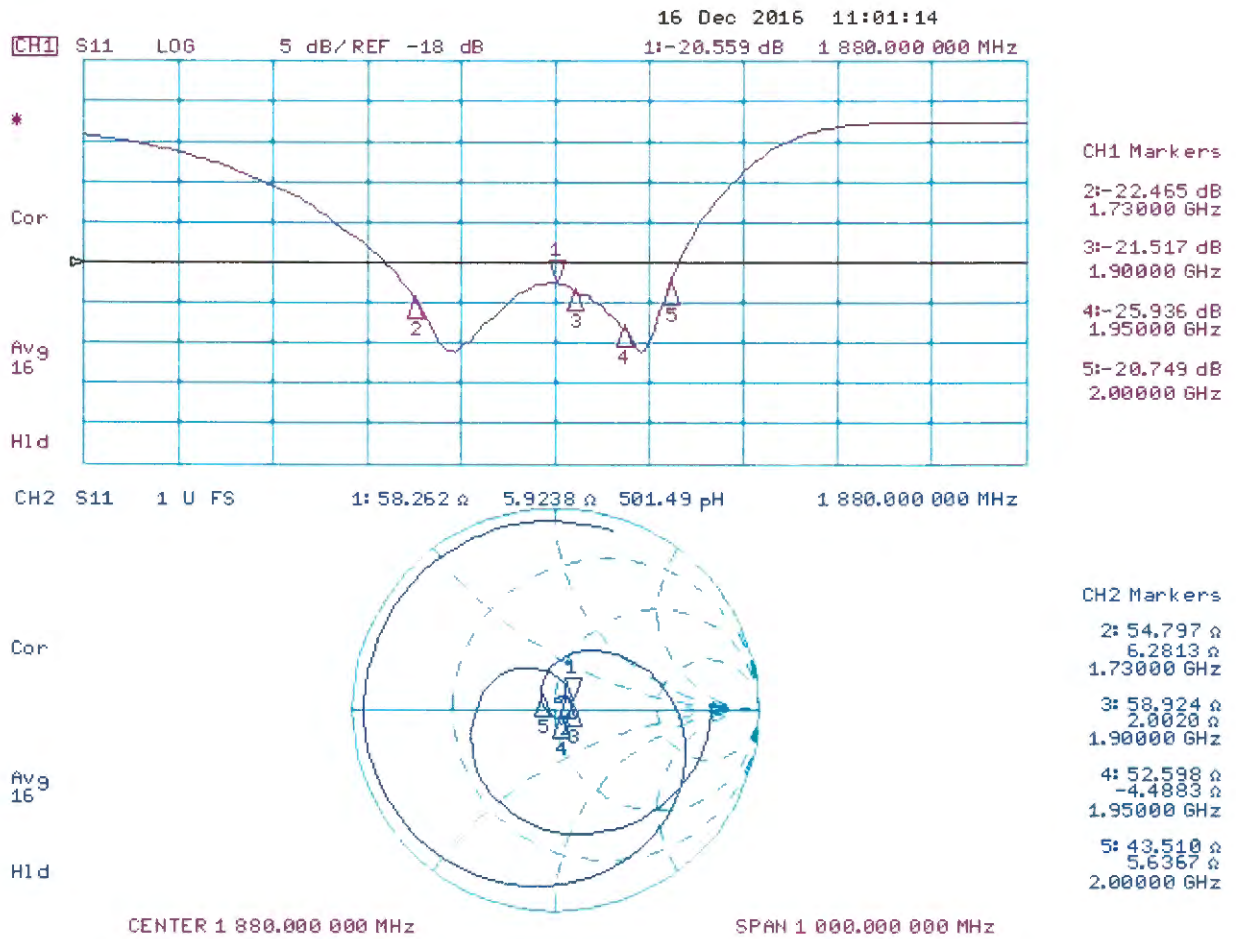 16 Dec 2016 11:01:14
CH1 S11 LOG 5 dB/REF -18 dB 1:-20.559 dB 1 880.000 000 MHz
*
CH1 Markers
2:-22.465 dB
1.73000 GHz
Cor
1
3:-21.517 dB
1.90000 GHz
2
3
5
4:-25.936 dB
1.95000 GHz
4
Avg
16
5:-20.749 dB
2.00000 GHz
Hld
CH2 S11 1 U FS 1: 58.262 Ω 5.9238 Ω 501.49 pH 1 880.000 000 MHz
CH2 Markers
2: 54.797 Ω
6.2813 Ω
1.73000 GHz
Cor
1
3: 58.924 Ω
2.0020 Ω
1.90000 GHz
5
3
4
4: 52.598 Ω
-4.4883 Ω
1.95000 GHz
Avg
16
5: 43.510 Ω
5.6367 Ω
2.00000 GHz
Hld
CENTER 1 880.000 000 MHz SPAN 1 000.000 000 MHz